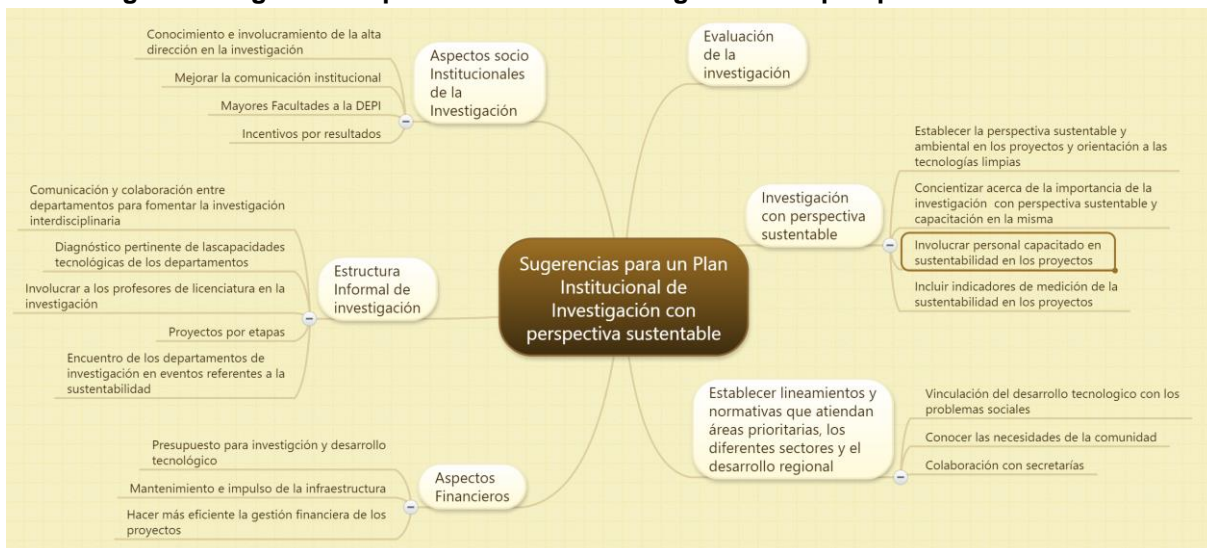 Sugerencias para un Plan
Institucional de
Investigación con
perspectiva sustentable
Aspectos socio
Institucionales
de la
Investigación
Conocimiento e involucramiento de la alta
dirección en la investigación
Mejorar la comunicación institucional
Mayores Facultades a la DEPI
Incentivos por resultados
Estructura
Informal de
investigación
Comunicación y colaboración entre
departamentos para fomentar la investigación
interdisciplinaria
Diagnóstico pertinente de lascapacidades
tecnológicas de los departamentos
Involucrar a los profesores de licenciatura en la
investigación
Proyectos por etapas
Encuentro de los departamentos de
investigación en eventos referentes a la
sustentabilidad
Aspectos
Financieros
Presupuesto para investigción y desarrollo
tecnológico
Mantenimiento e impulso de la infraestructura
Hacer más eficiente la gestión financiera de los
proyectos
Evaluación
de la
investigación
Investigación
con perspectiva
sustentable
Establecer la perspectiva sustentable y
ambiental en los proyectos y orientación a las
tecnologías limpias
Concientizar acerca de la importancia de la
investigación con perspectiva sustentable y
capacitación en la misma
Involucrar personal capacitado en
sustentabilidad en los proyectos
Incluir indicadores de medición de la
sustentabilidad en los proyectos
Establecer lineamientos y
normativas que atiendan
áreas prioritarias, los
diferentes sectores y el
desarrollo regional
Vinculación del desarrollo tecnologico con los
problemas sociales
Conocer las necesidades de la comunidad
Colaboración con secretarías